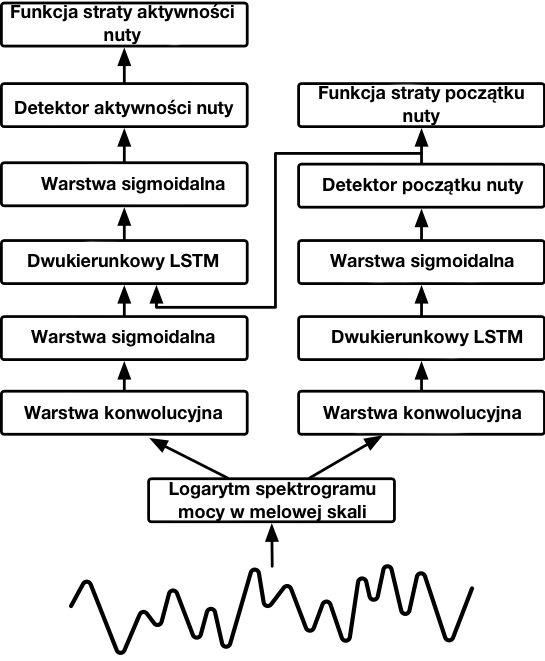 Funkcja straty aktywności
nuty
Detektor aktywności nuty
Funkcja straty początku
nuty
Warstwa sigmoidalna
Detektor początku nuty
Dwukierunkowy LSTM
Warstwa sigmoidalna
Warstwa sigmoidalna
Dwukierunkowy LSTM
Warstwa konwolucyjna
Warstwa konwolucyjna
Logarytm spektrogramu
mocy w melowej skali